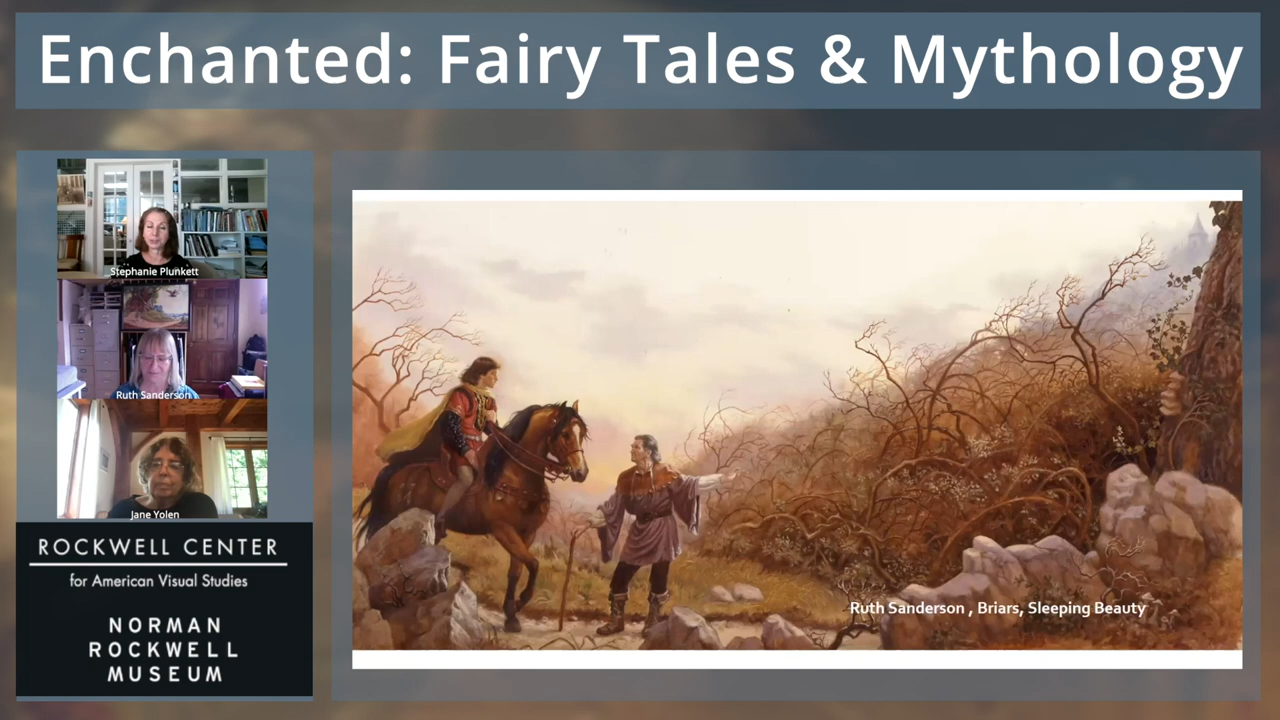 Enchanted: Fairy Tales & Mythology
Stephanie Plunkett
Ruth Sanderson
Jane Yolen
ROCKWELL CENTER
for American Visual Studies
NORMAN
ROCKWELL
MUSEUM
Ruth Sanderson , Briars, Sleeping Beauty